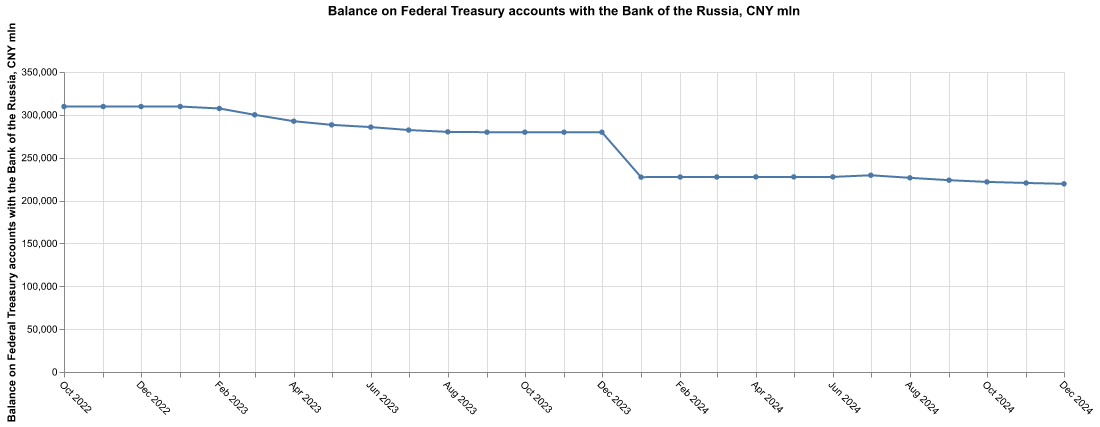 Balance on Federal Treasury accounts with the Bank of the Russia, CNY mln
Balance on Federal Treasury accounts with the Bank of the Russia, CNY mln
350,000
300,000
250,000
200,000
150,000
100,000
50,000
0
Oct 2022
Dec 2022
Feb 2023
Apr 2023
Jun 2023
Aug 2023
Oct 2023
Dec 2023
Feb 2024
Apr 2024
Jun 2024
Aug 2024
Oct 2024
Dec 2024